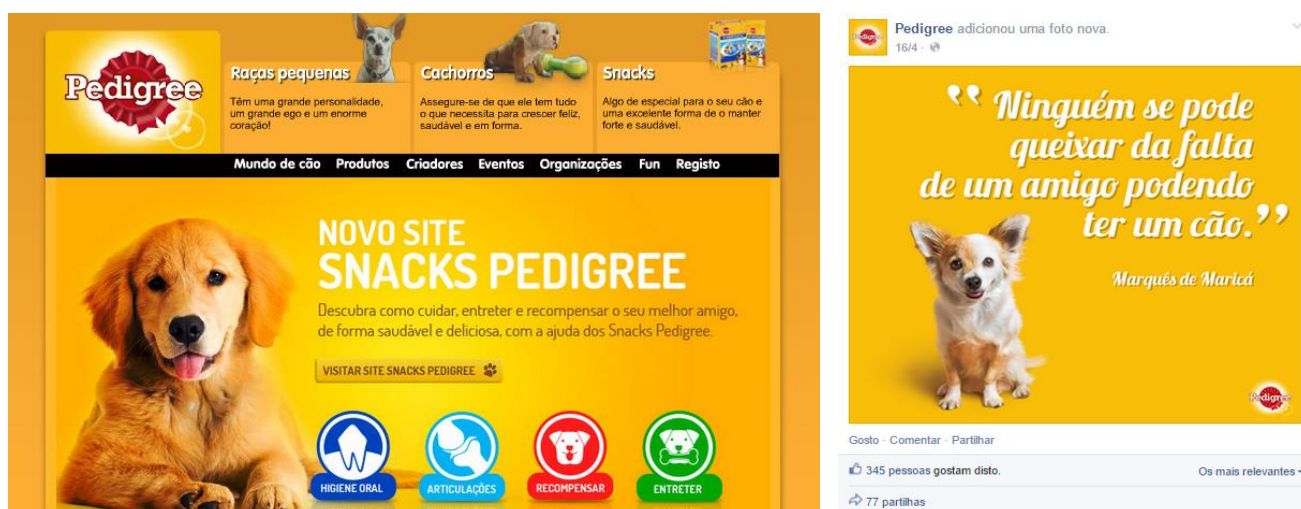 Pedigree
Raças pequenas
Têm uma grande personalidade,
um grande ego e um enorme
coração!
Cachorros
Assegure-se de que ele tem tudo
o que necessita para crescer feliz,
saudável e em forma.
Snacks
Algo de especial para o seu cão e
uma excelente forma de o manter
forte e saudável.
Mundo de cão Produtos Criadores Eventos Organizações Fun Registo
NOVO SITE
SNACKS PEDIGREE
Descubra como cuidar, entreter e recompensar o seu melhor amigo,
de forma saudável e deliciosa, com a ajuda dos Snacks Pedigree.
VISITAR SITE SNACKS PEDIGREE
HIGIENE ORAL
ARTICULAÇÕES
RECOMPENSAR
ENTRETER
Pedigree adicionou uma foto nova.
16/4 ·
"Ninguém se pode
queixar da falta
de um amigo podendo
ter um cão."
Marquês de Maricá
Pedigree
Gosto · Comentar · Partilhar
345 pessoas gostam disto.
Os mais relevantes
77 partilhas